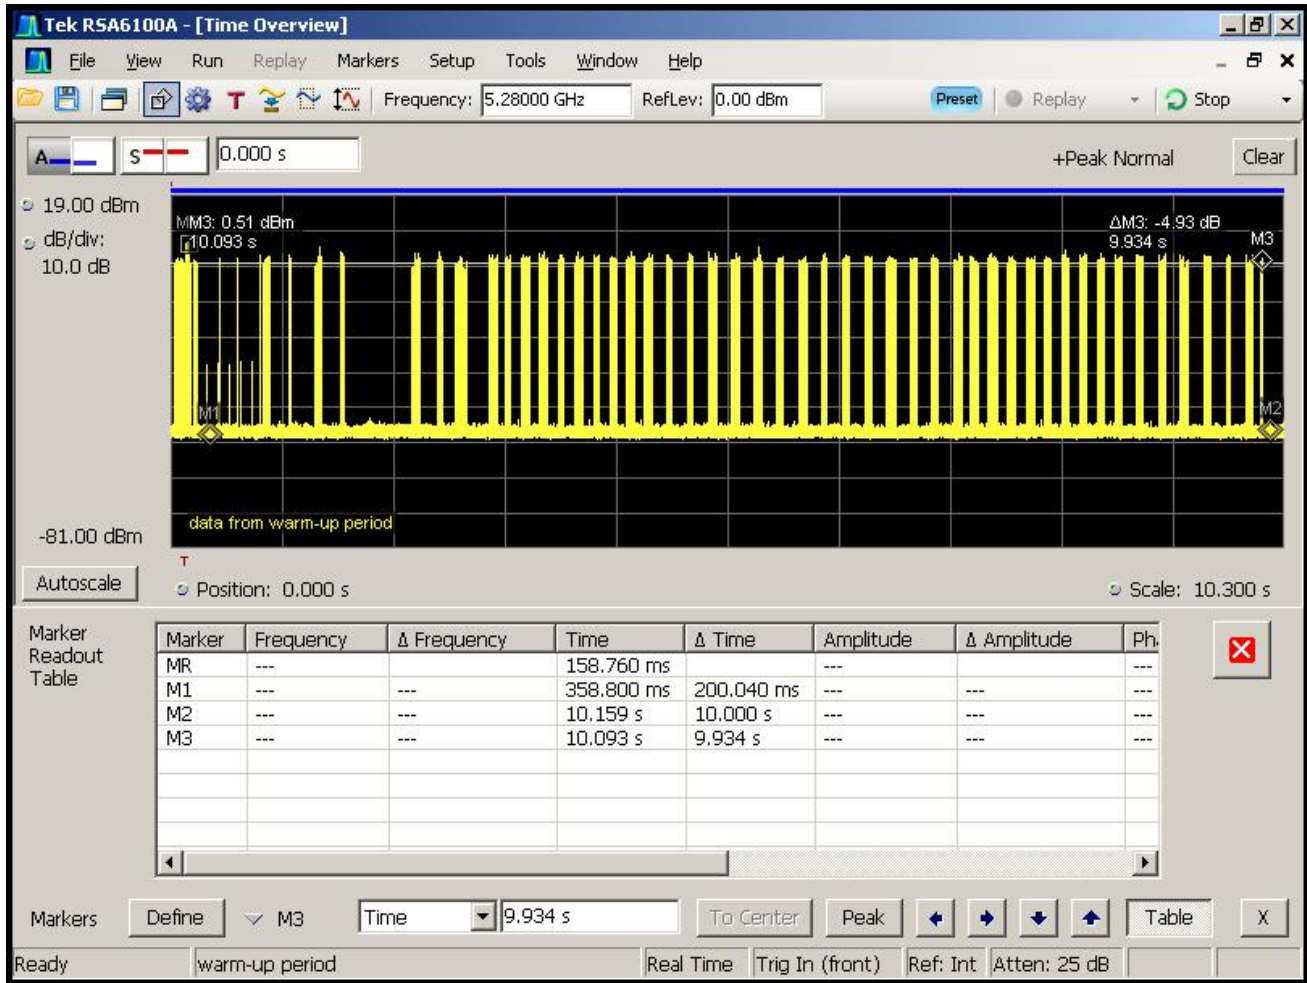 Tek RSA6100A - [Time Overview]
File View Run Replay Markers Setup Tools Window Help
T Frequency: 5.28000 GHz RefLev: 0.00 dBm Preset Replay Stop
A S 0.000 s +Peak Normal Clear
19.00 dBm
dB/div:
10.0 dB
MM3: 0.51 dBm
10.093 s
ΔM3: -4.93 dB
9.934 s
M3
M1
M2
data from warm-up period
-81.00 dBm
T
Autoscale Position: 0.000 s Scale: 10.300 s
Marker Readout Table
Marker Frequency Δ Frequency Time Δ Time Amplitude Δ Amplitude Ph
MR --- 158.760 ms --- ---
M1 --- --- 358.800 ms 200.040 ms --- --- ---
M2 --- --- 10.159 s 10.000 s --- --- ---
M3 --- --- 10.093 s 9.934 s --- --- ---
Markers Define M3 Time 9.934 s To Center Peak Table X
Ready warm-up period Real Time Trig In (front) Ref: Int Atten: 25 dB